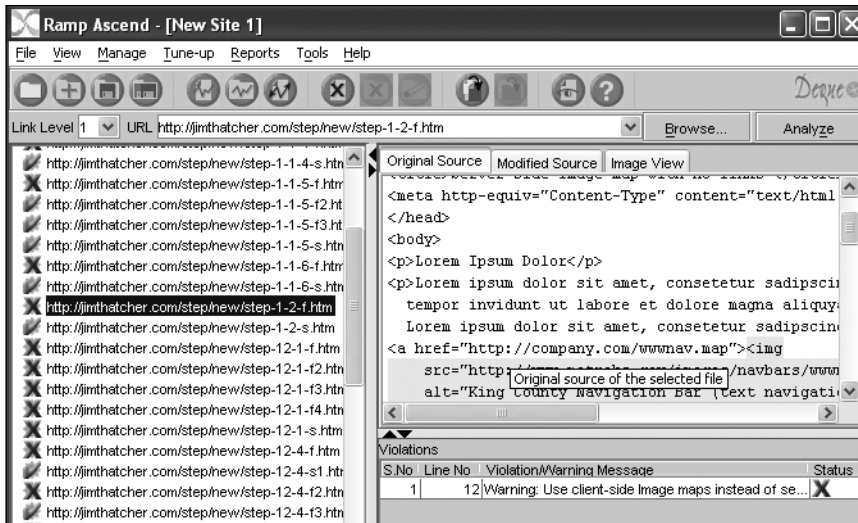 Ramp Ascend - [New Site 1]
File View Manage Tune-up Reports Tools Help
Deque
Link Level 1 URL http://jimthatcher.com/step/new/step-1-2-f.htm Browse... Analyze
http://jimthatcher.com/step/new/step-1-1-4-s.htm
http://jimthatcher.com/step/new/step-1-1-5-f.htm
http://jimthatcher.com/step/new/step-1-1-5-f2.ht
http://jimthatcher.com/step/new/step-1-1-5-f3.ht
http://jimthatcher.com/step/new/step-1-1-5-s.htm
http://jimthatcher.com/step/new/step-1-1-6-f.htm
http://jimthatcher.com/step/new/step-1-1-6-s.htm
http://jimthatcher.com/step/new/step-1-2-f.htm
http://jimthatcher.com/step/new/step-1-2-s.htm
http://jimthatcher.com/step/new/step-12-1-f.htm
http://jimthatcher.com/step/new/step-12-1-f2.htm
http://jimthatcher.com/step/new/step-12-1-f3.htm
http://jimthatcher.com/step/new/step-12-1-f4.htm
http://jimthatcher.com/step/new/step-12-1-s.htm
http://jimthatcher.com/step/new/step-12-4-f.htm
http://jimthatcher.com/step/new/step-12-4-s1.htr
http://jimthatcher.com/step/new/step-12-4-f2.htm
http://jimthatcher.com/step/new/step-12-4-f3.htm
Original Source Modified Source Image View
<meta http-equiv="Content-Type" content="text/html
</head>
<body>
<p>Lorem Ipsum Dolor</p>
<p>Lorem ipsum dolor sit amet, consetetur sadipscin
tempor invidunt ut labore et dolore magna aliquy
Lorem ipsum dolor sit amet, consetetur sadipscin
<a href="http://company.com/wwwnav.map"><img
src="http /navbars/www
Original source of the selected file
alt="King County Navigation Bar (text navigati
Violations
S.No Line No Violation/Warning Message Status
1 12 Warning: Use client-side Image maps instead of se...